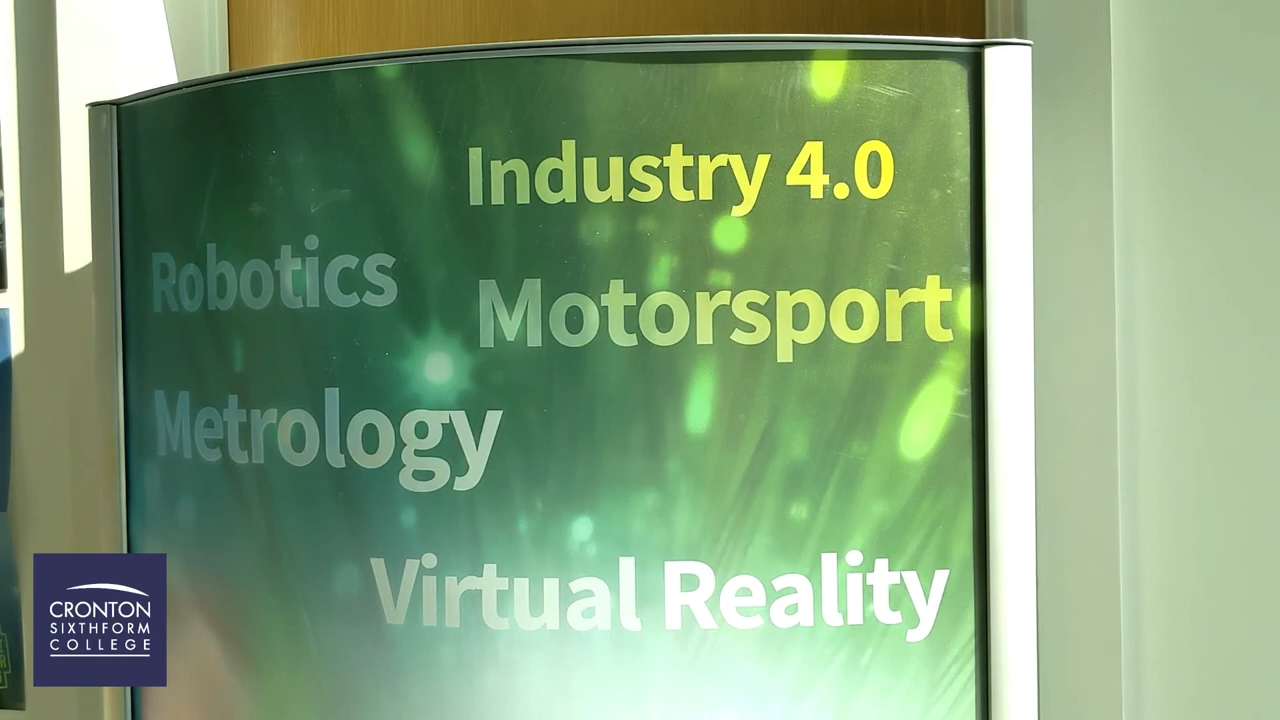 Industry 4.0
Robotics
Motorsport
Metrology
Virtual Reality
CRONTON
SIXTHFORM
COLLEGE